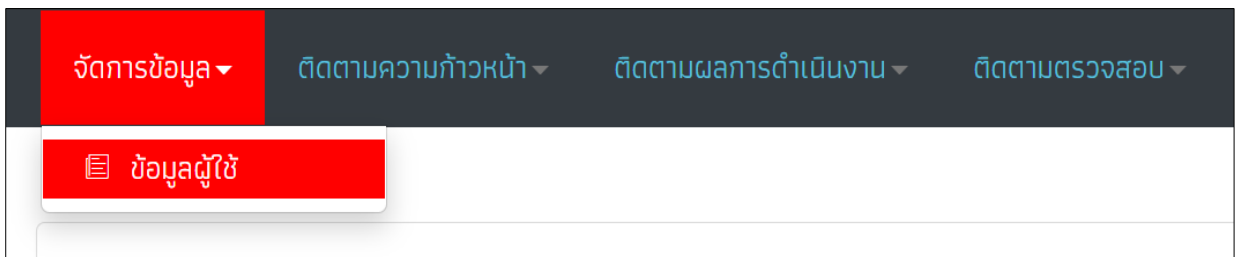 จัดการข้อมูล ติดตามความก้าวหน้า ติดตามผลการดำเนินงาน ติดตามตรวจสอบ
ข้อมูลผู้ใช้